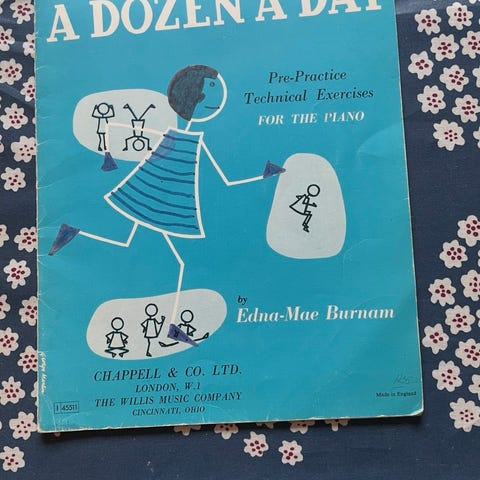 A DOZEN A DAY
Pre-Practice
Technical Exercises
FOR THE PIANO
by
Edna-Mae Burnam
CHAPPELL & CO. LTD.
LONDON, W.1
THE WILLIS MUSIC COMPANY
CINCINNATI, OHIO
45511
Made in England